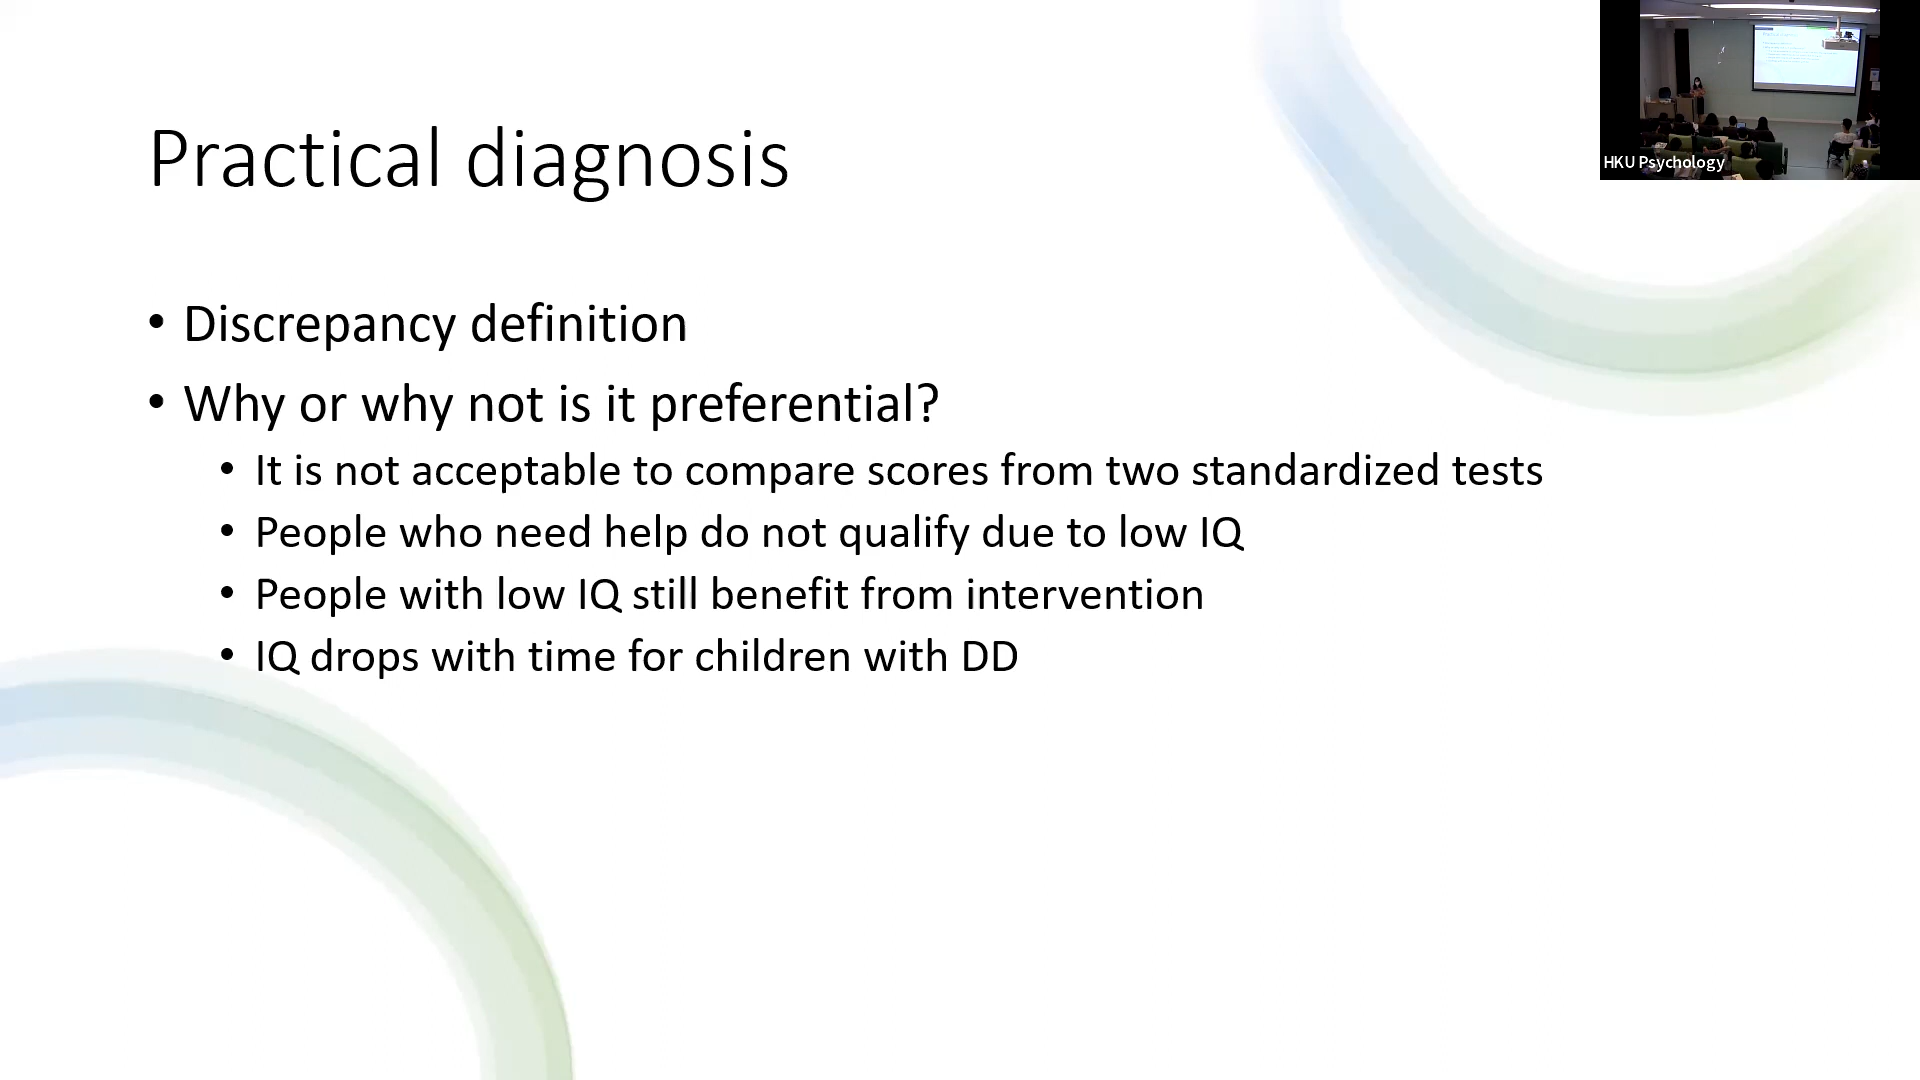 HKU Psychology
Practical diagnosis
• Discrepancy definition
• Why or why not is it preferential?
• It is not acceptable to compare scores from two standardized tests
• People who need help do not qualify due to low IQ
• People with low IQ still benefit from intervention
• IQ drops with time for children with DD